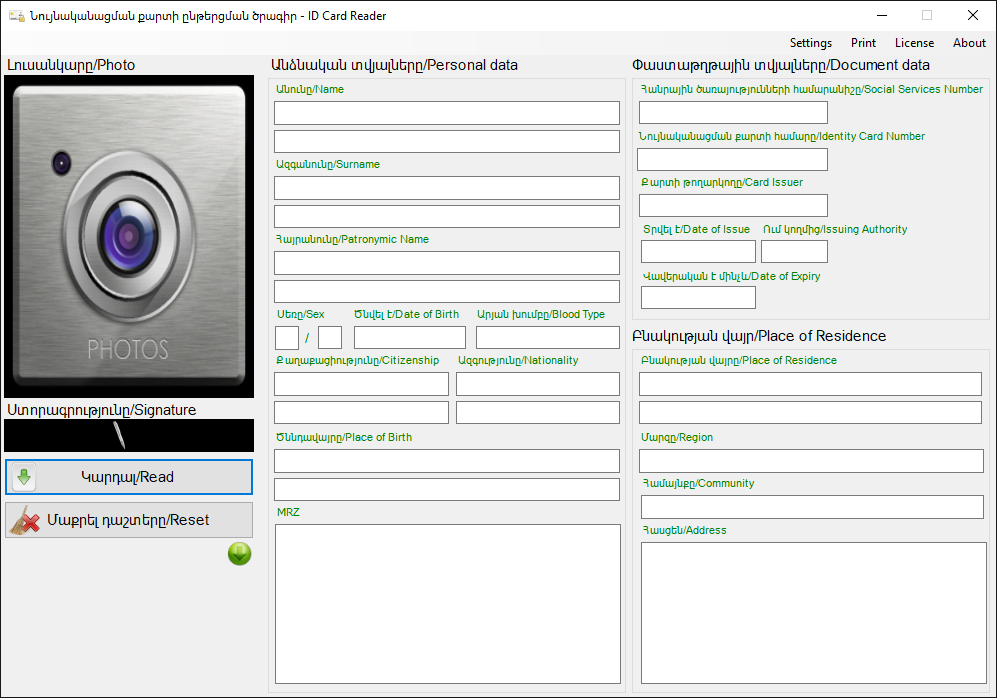 Նույնականացման քարտի ընթերցման ծրագիր - ID Card Reader
Settings Print License About
Լուսանկարը/Photo
PHOTOS
Ստորագրությունը/Signature
Կարդալ/Read
Մաքրել դաշտերը/Reset
Անձնական տվյալները/Personal data
Անունը/Name
Ազգանունը/Surname
Հայրանունը/Patronymic Name
Սեռը/Sex Ծնվել է/Date of Birth Արյան խումբը/Blood Type
/
Քաղաքացիությունը/Citizenship Ազգությունը/Nationality
Ծննդավայրը/Place of Birth
MRZ
Փաստաթղթային տվյալները/Document data
Հանրային ծառայությունների համարանիշը/Social Services Number
Նույնականացման քարտի համարը/Identity Card Number
Քարտի թողարկողը/Card Issuer
Տրվել է/Date of Issue Ում կողմից/Issuing Authority
Վավերական է մինչև/Date of Expiry
Բնակության վայր/Place of Residence
Բնակության վայրը/Place of Residence
Մարզը/Region
Համայնքը/Community
Հասցեն/Address